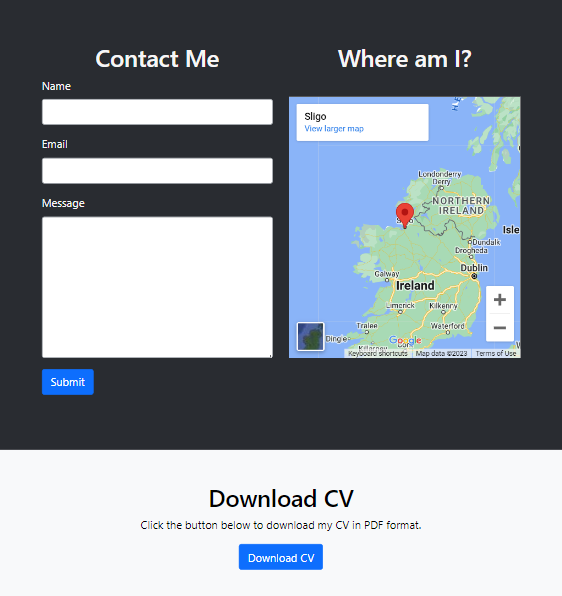 Contact Me
Name
Email
Message
Submit
Where am I?
Sligo
View larger map
Londonderry
Derry
NORTHERN
IRELAND
Isle
Dundalk
Drogheda
Galway
Dublin
Ireland
Limerick
Kilkenny
Tralee
Waterford
Dingle
Killarney
Cork
Google
Keyboard shortcuts
Map data ©2023
Terms of Use
Download CV
Click the button below to download my CV in PDF format.
Download CV